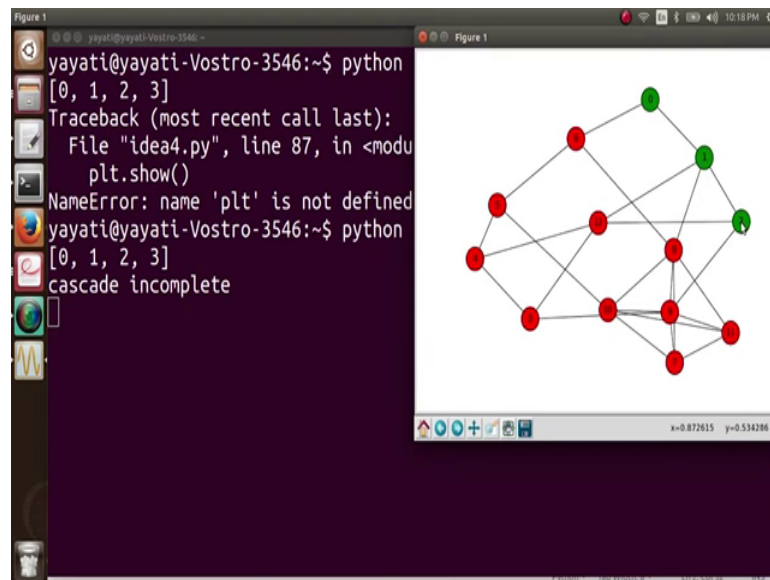 Figure 1
10:18 PM
yayati@yayati-Vostro-3546: ~
yayati@yayati-Vostro-3546:~$ python
[0, 1, 2, 3]
Traceback (most recent call last):
File "idea4.py", line 87, in <modu
plt.show()
NameError: name 'plt' is not defined
yayati@yayati-Vostro-3546:~$ python
[0, 1, 2, 3]
cascade incomplete
Figure 1
0
1
x=0.872615 y=0.534286